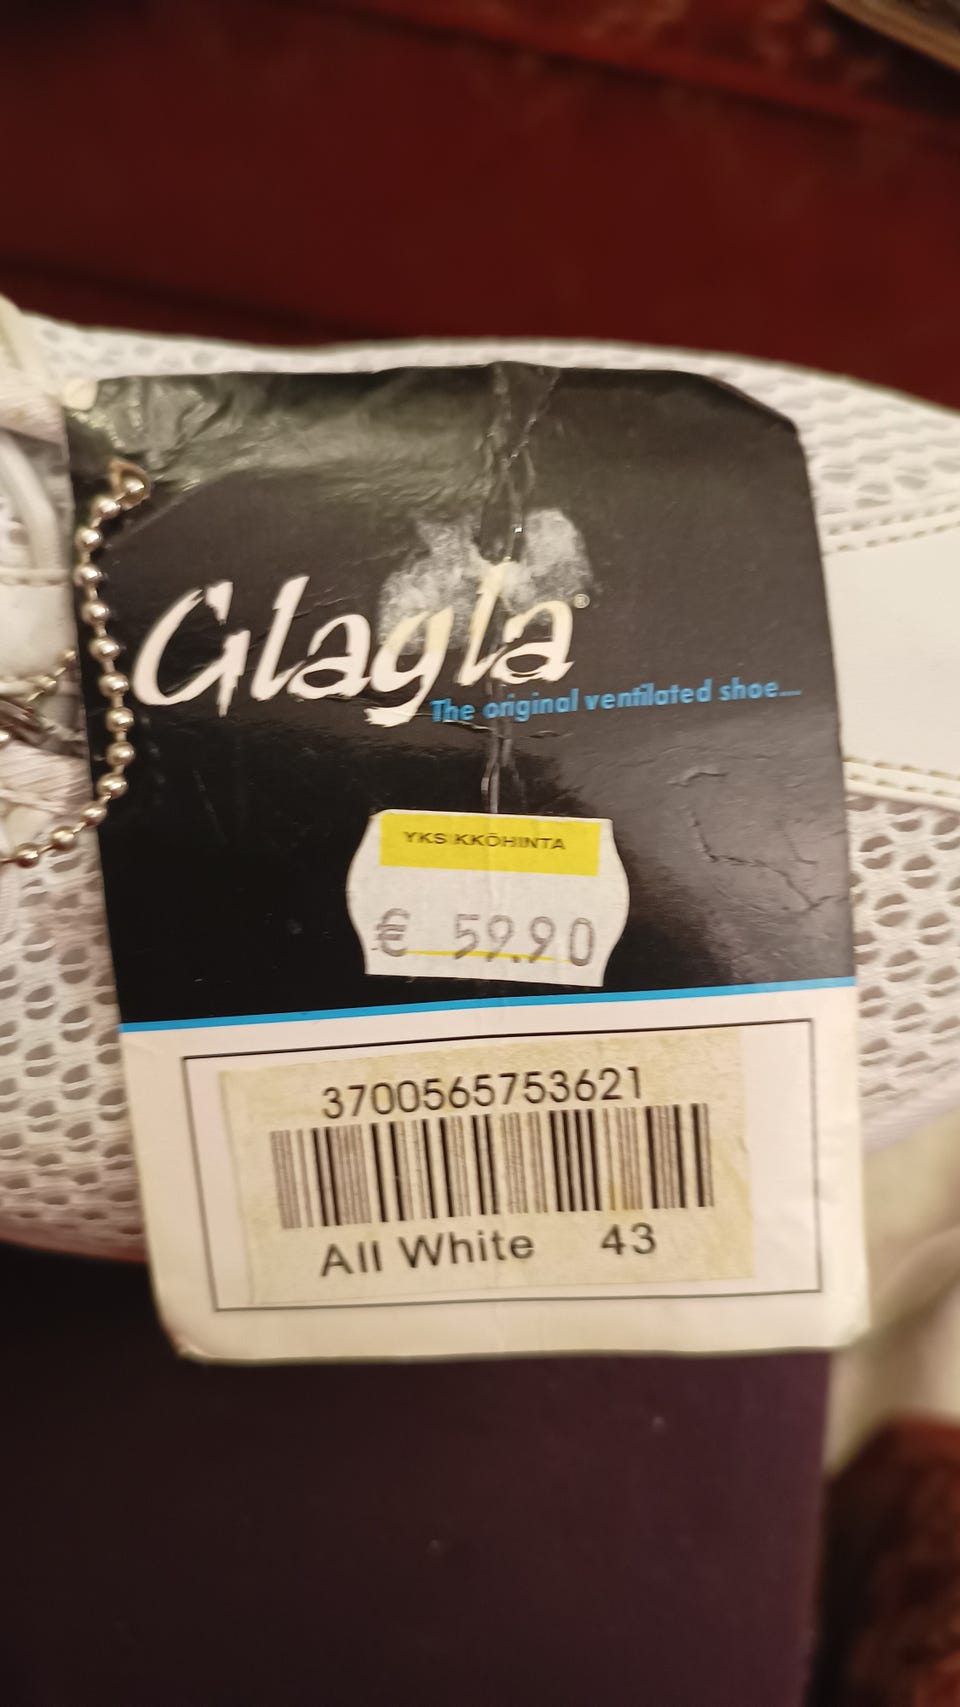 Glagla®
The original ventilated shoe...
YKSIKKÖHINTA
€ 59.90
3700565753621
All White 43